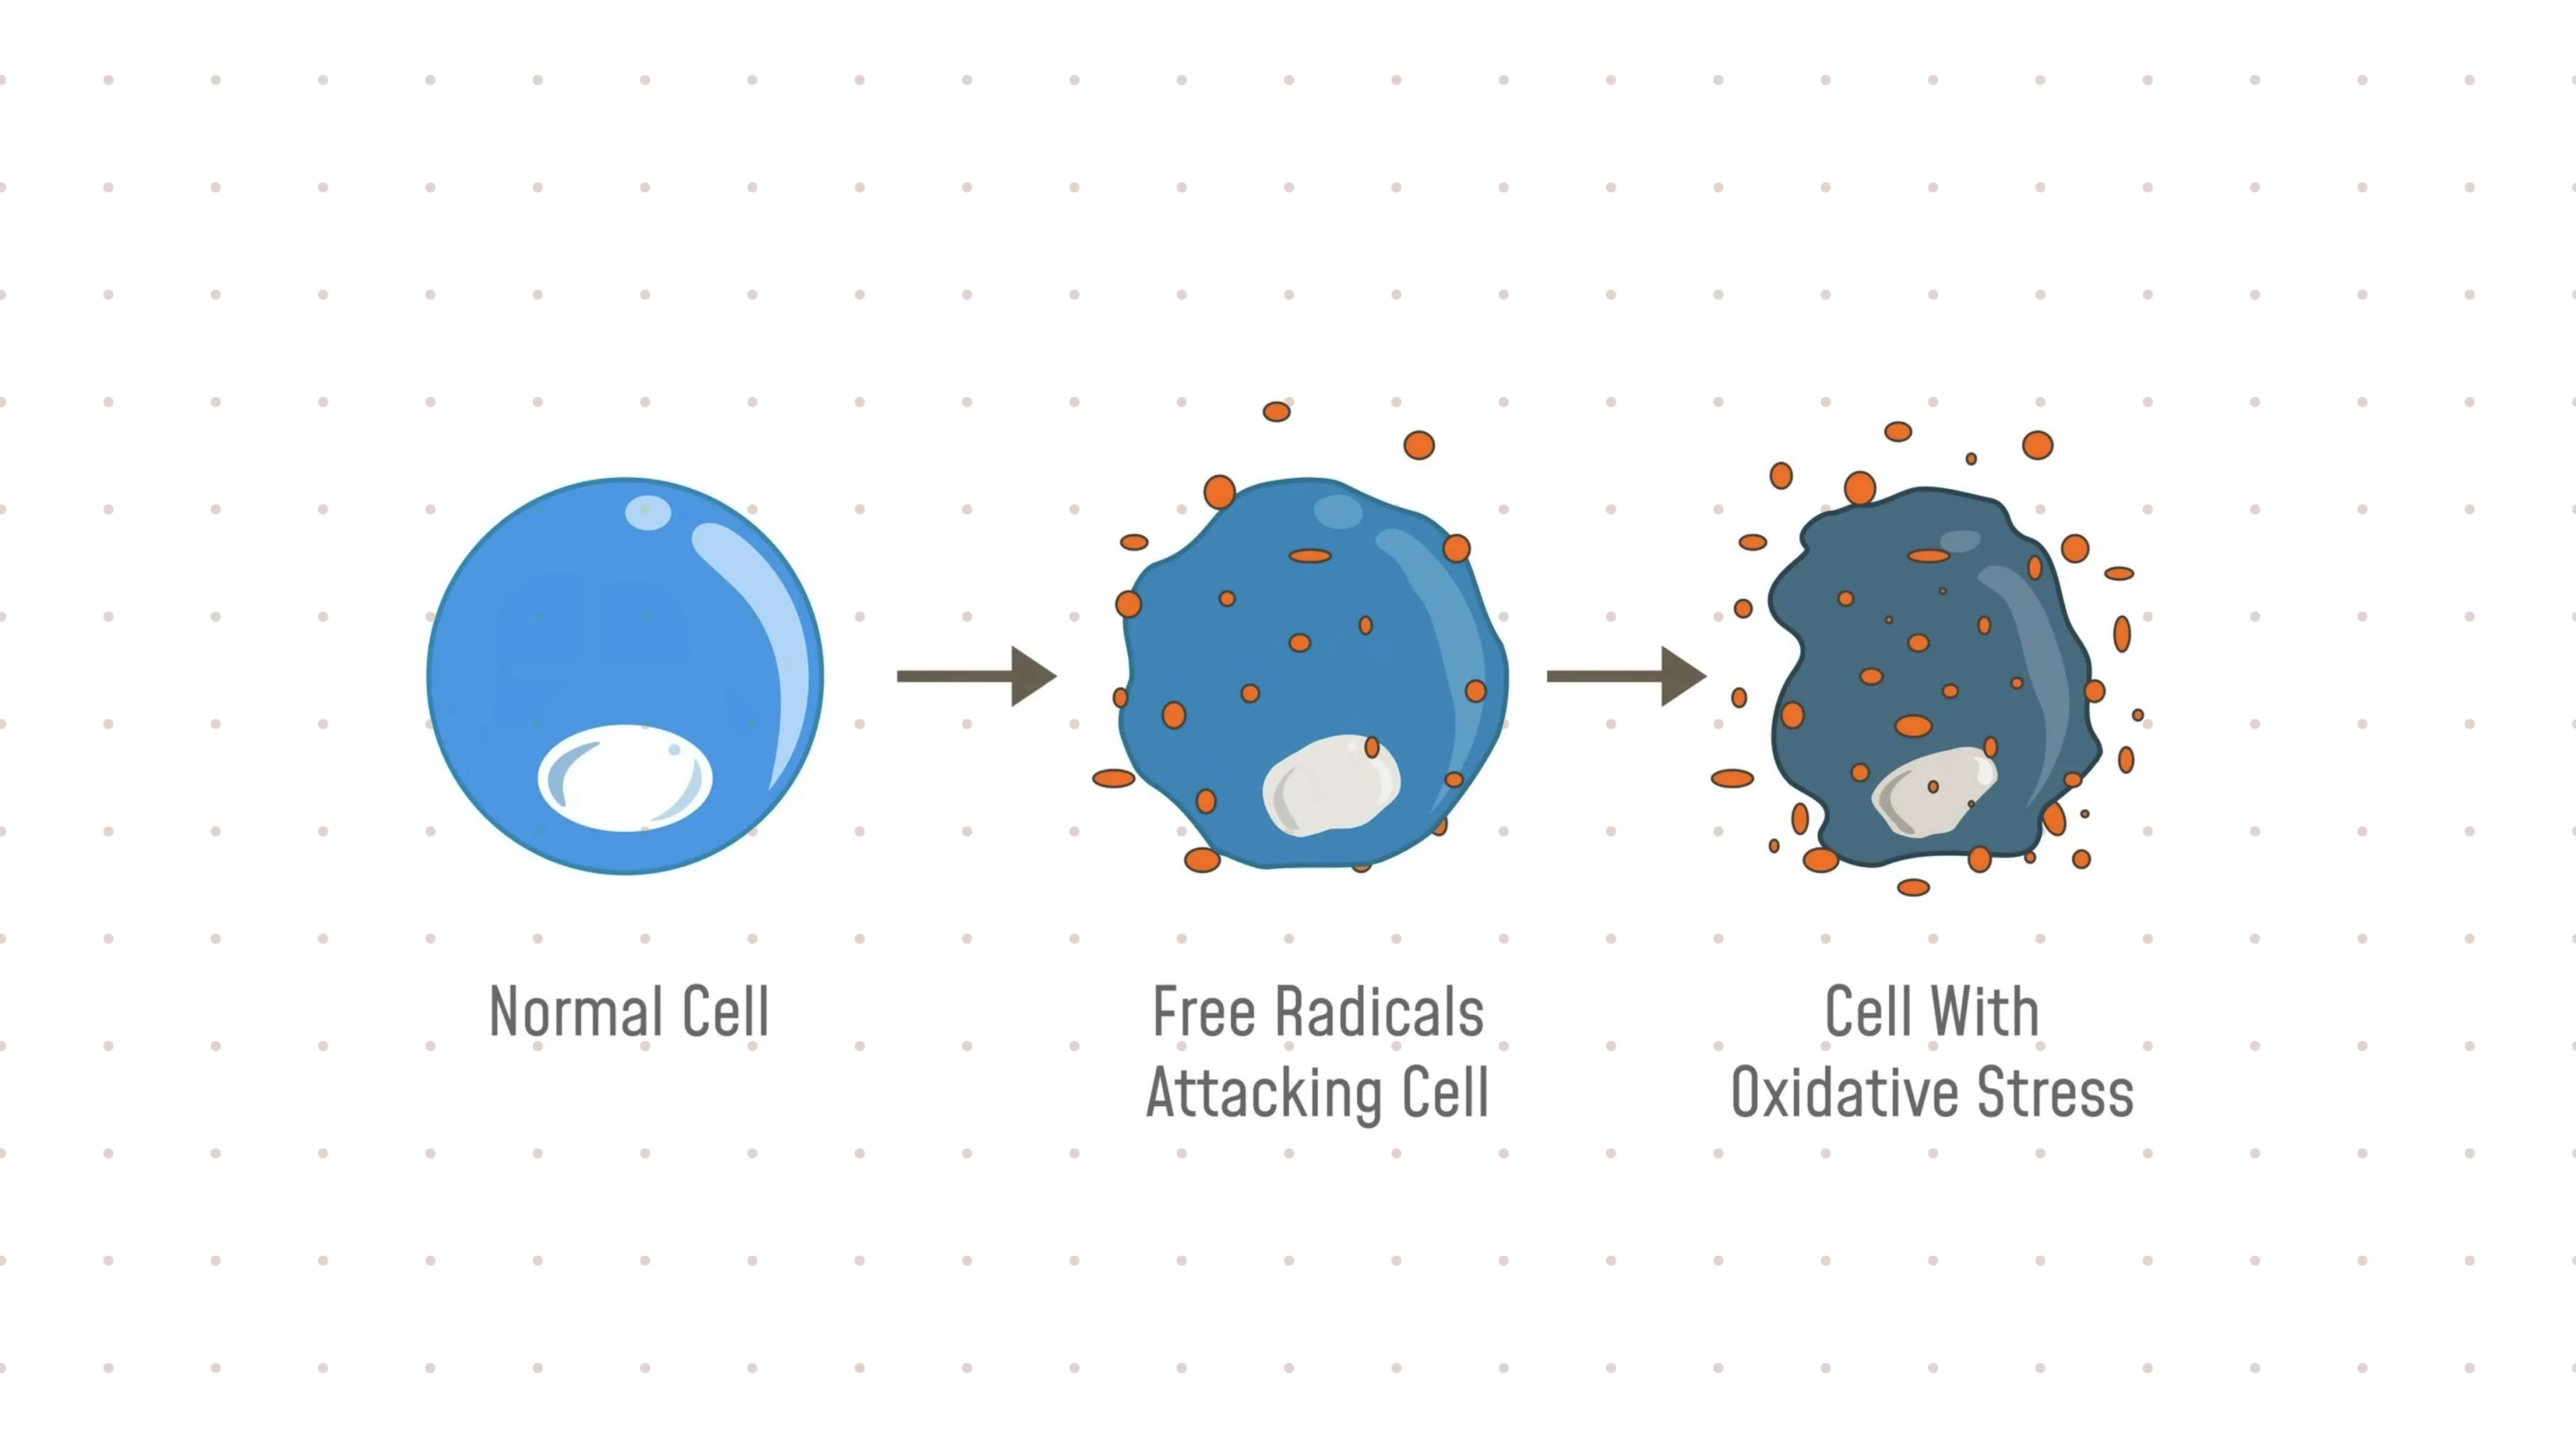 Normal Cell
Free Radicals
Attacking Cell
Cell With
Oxidative Stress